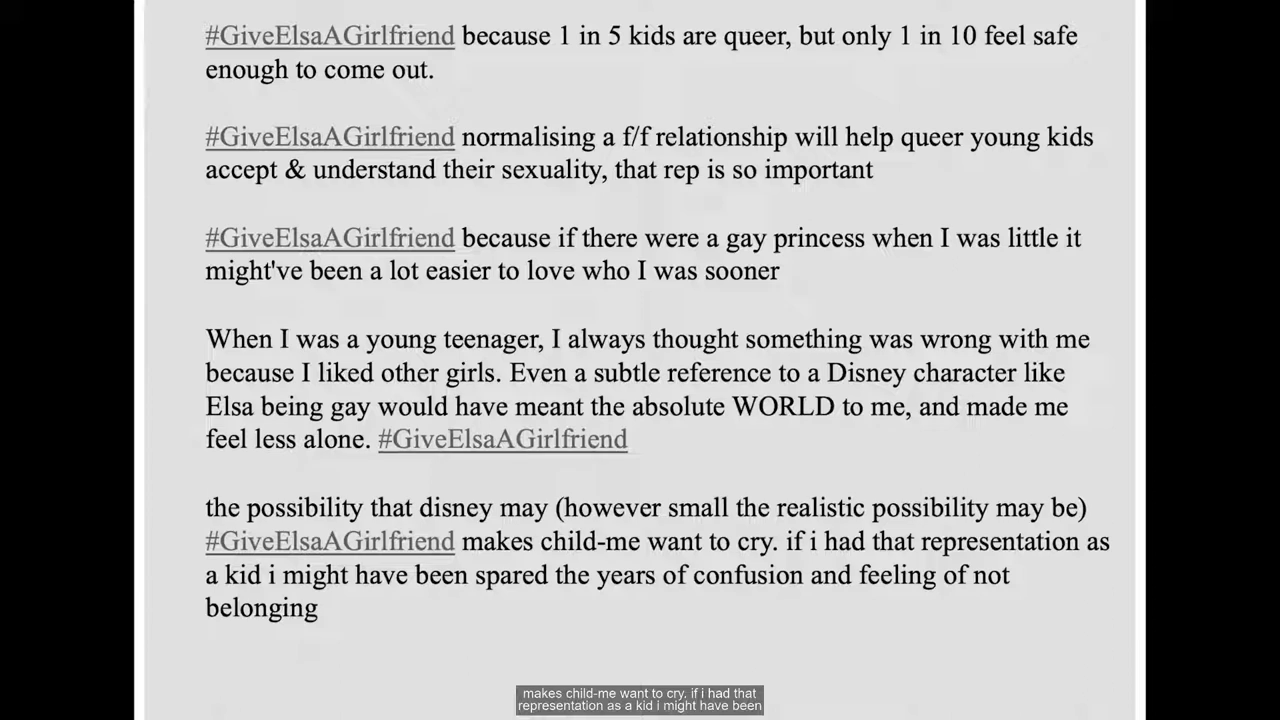 #GiveElsaAGirlfriend because 1 in 5 kids are queer, but only 1 in 10 feel safe
enough to come out.
#GiveElsaAGirlfriend normalising a f/f relationship will help queer young kids
accept & understand their sexuality, that rep is so important
#GiveElsaAGirlfriend because if there were a gay princess when I was little it
might've been a lot easier to love who I was sooner
When I was a young teenager, I always thought something was wrong with me
because I liked other girls. Even a subtle reference to a Disney character like
Elsa being gay would have meant the absolute WORLD to me, and made me
feel less alone. #GiveElsaAGirlfriend
the possibility that disney may (however small the realistic possibility may be)
#GiveElsaAGirlfriend makes child-me want to cry. if i had that representation as
a kid i might have been spared the years of confusion and feeling of not
belonging
makes child-me want to cry. if i had that
representation as a kid i might have been